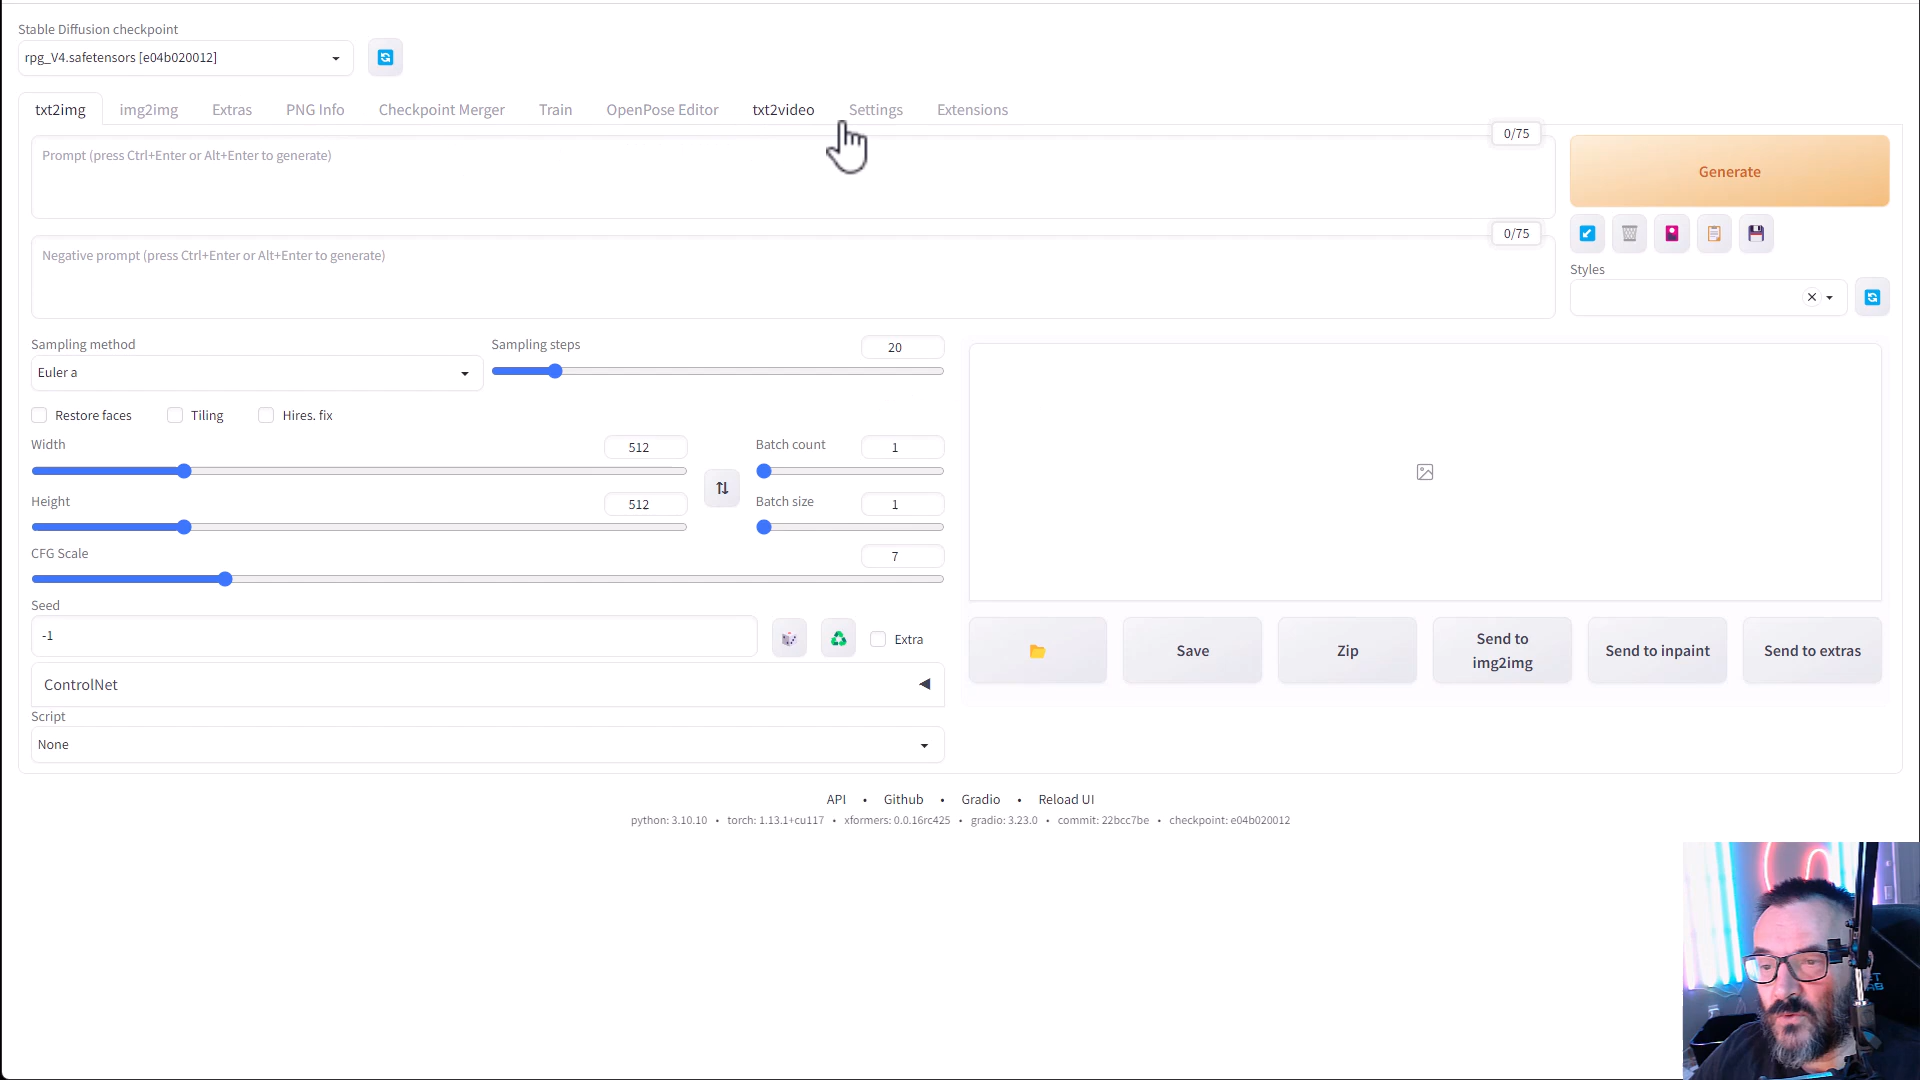 Stable Diffusion checkpoint
rpg_V4.safetensors [e04b020012]
txt2img img2img Extras PNG Info Checkpoint Merger Train OpenPose Editor txt2video Settings Extensions
0/75
Prompt (press Ctrl+Enter or Alt+Enter to generate)
Generate
0/75
Negative prompt (press Ctrl+Enter or Alt+Enter to generate)
Styles
Sampling method
Euler a
Sampling steps
20
Restore faces Tiling Hires. fix
Width
512
Batch count
1
Height
512
Batch size
1
CFG Scale
7
Seed
-1
Extra
Save
Zip
Send to
img2img
Send to inpaint
Send to extras
ControlNet
Script
None
API • Github • Gradio • Reload UI
python: 3.10.10 • torch: 1.13.1+cu117 • xformers: 0.0.16rc425 • gradio: 3.23.0 • commit: 22bcc7be • checkpoint: e04b020012